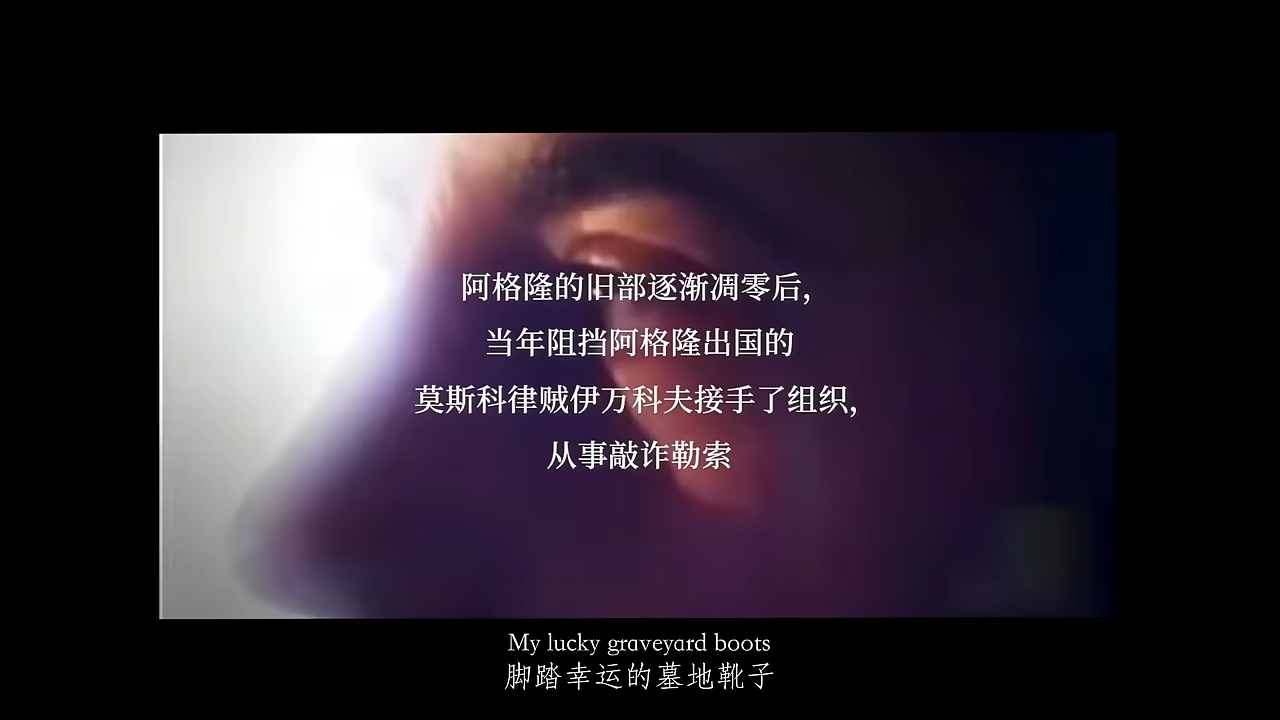 阿格隆的旧部逐渐凋零后,
当年阻挡阿格隆出国的
莫斯科律贼伊万科夫接手了组织,
从事敲诈勒索
My lucky graveyard boots
脚踏幸运的墓地靴子